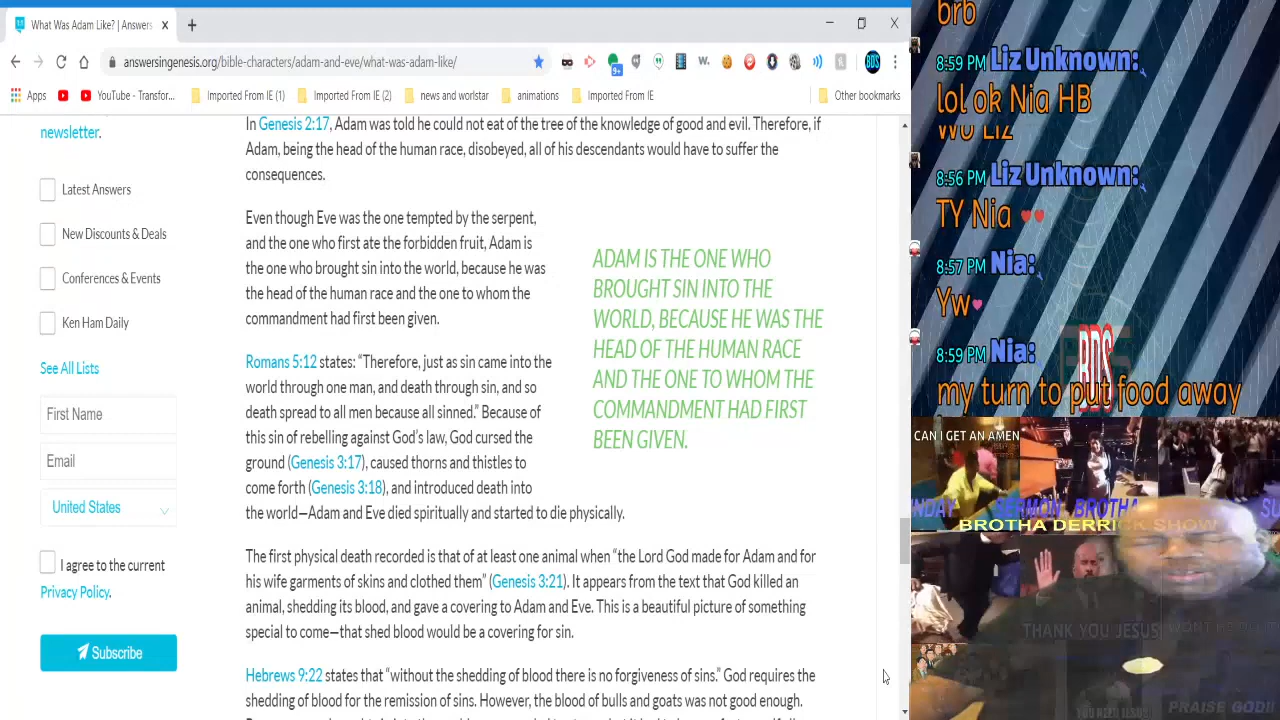 What Was Adam Like? | Answers
answersingenesis.org/bible-characters/adam-and-eve/what-was-adam-like/
9+
W.
BDS
Apps
YouTube - Transfor...
Imported From IE (1)
Imported From IE (2)
news and worlstar
animations
Imported From IE
Other bookmarks
newsletter.
Latest Answers
New Discounts & Deals
Conferences & Events
Ken Ham Daily
See All Lists
First Name
Email
United States
I agree to the current
Privacy Policy.
Subscribe
In Genesis 2:17, Adam was told he could not eat of the tree of the knowledge of good and evil. Therefore, if
Adam, being the head of the human race, disobeyed, all of his descendants would have to suffer the
consequences.
Even though Eve was the one tempted by the serpent,
and the one who first ate the forbidden fruit, Adam is
the one who brought sin into the world, because he was
the head of the human race and the one to whom the
commandment had first been given.
ADAM IS THE ONE WHO
BROUGHT SIN INTO THE
WORLD, BECAUSE HE WAS THE
HEAD OF THE HUMAN RACE
AND THE ONE TO WHOM THE
COMMANDMENT HAD FIRST
BEEN GIVEN.
Romans 5:12 states: “Therefore, just as sin came into the
world through one man, and death through sin, and so
death spread to all men because all sinned.” Because of
this sin of rebelling against God’s law, God cursed the
ground (Genesis 3:17), caused thorns and thistles to
come forth (Genesis 3:18), and introduced death into
the world—Adam and Eve died spiritually and started to die physically.
The first physical death recorded is that of at least one animal when “the Lord God made for Adam and for
his wife garments of skins and clothed them” (Genesis 3:21). It appears from the text that God killed an
animal, shedding its blood, and gave a covering to Adam and Eve. This is a beautiful picture of something
special to come—that shed blood would be a covering for sin.
Hebrews 9:22 states that “without the shedding of blood there is no forgiveness of sins.” God requires the
shedding of blood for the remission of sins. However, the blood of bulls and goats was not good enough.
brb
8:59 PM Liz Unknown:
lol ok Nia HB
WB Liz
8:56 PM Liz Unknown:
TY Nia
8:57 PM Nia:
Yw
8:59 PM Nia:
my turn to put food away
BDS
CAN I GET AN AMEN
SERMON BROTHA
BROTHA DERRICK SHOW
THANK YOU JESUS
YOU NEED JESUS
PRAISE GOD!!